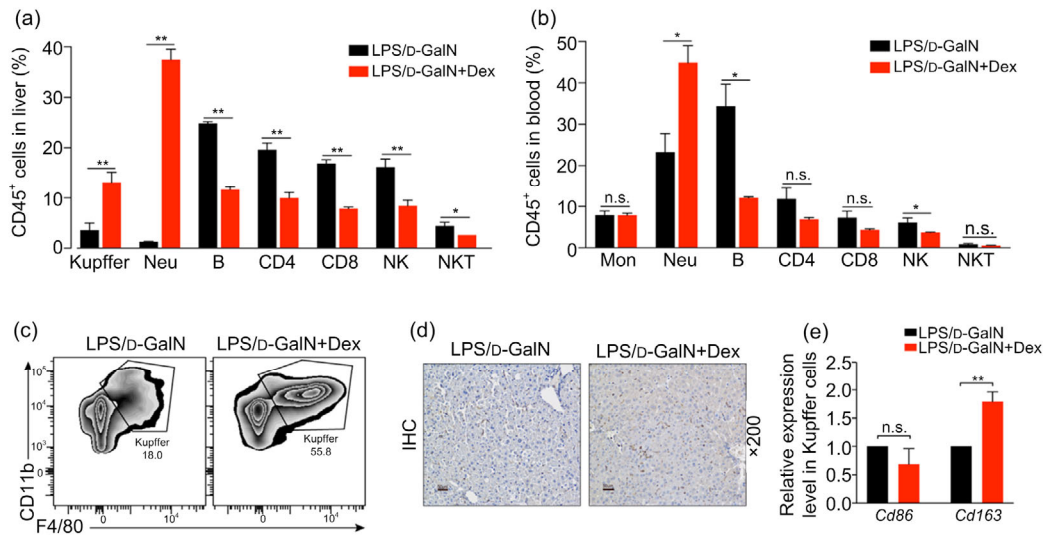 (a)
CD45+ cells in liver (%)
40
30
20
10
0
** ** ** ** ** ** *
LPS/D-GalN
LPS/D-GalN+Dex
Kupffer Neu B CD4 CD8 NK NKT
(b)
CD45+ cells in blood (%)
50
40
30
20
10
0
n.s. * * n.s. n.s. * n.s.
LPS/D-GalN
LPS/D-GalN+Dex
Mon Neu B CD4 CD8 NK NKT
(c)
LPS/D-GalN LPS/D-GalN+Dex
CD11b
10⁵
10⁴
10³
0
Kupffer
18.0
Kupffer
55.8
0 10⁴ 0 10⁴
F4/80
(d)
LPS/D-GalN LPS/D-GalN+Dex
IHC
×200
(e)
LPS/D-GalN
LPS/D-GalN+Dex
Relative expression
level in Kupffer cells
2.5
2.0
1.5
1.0
0.5
0.0
n.s. **
Cd86 Cd163